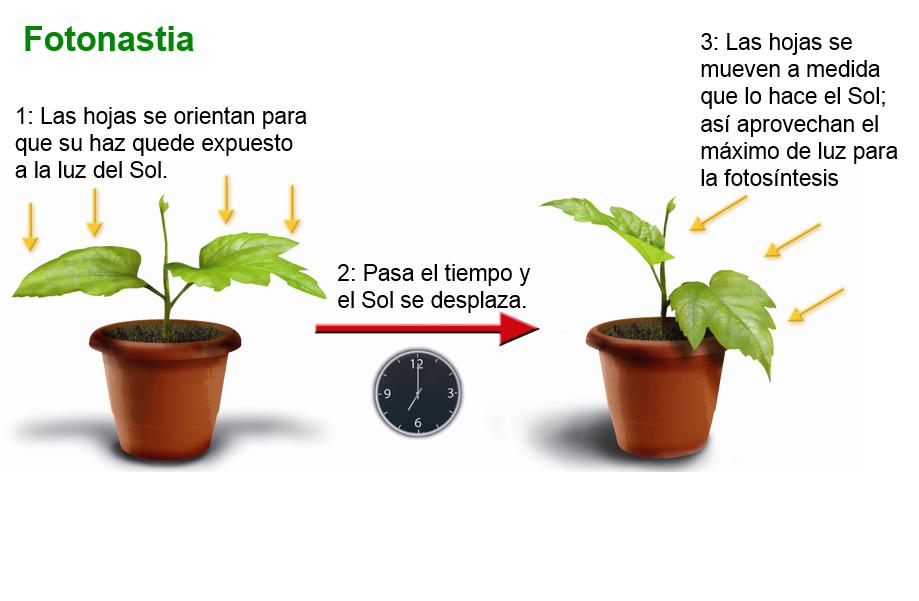 Fotonastia
1: Las hojas se orientan para
que su haz quede expuesto
a la luz del Sol.
2: Pasa el tiempo y
el Sol se desplaza.
12
3
6
9
3: Las hojas se
mueven a medida
que lo hace el Sol;
así aprovechan el
máximo de luz para
la fotosíntesis